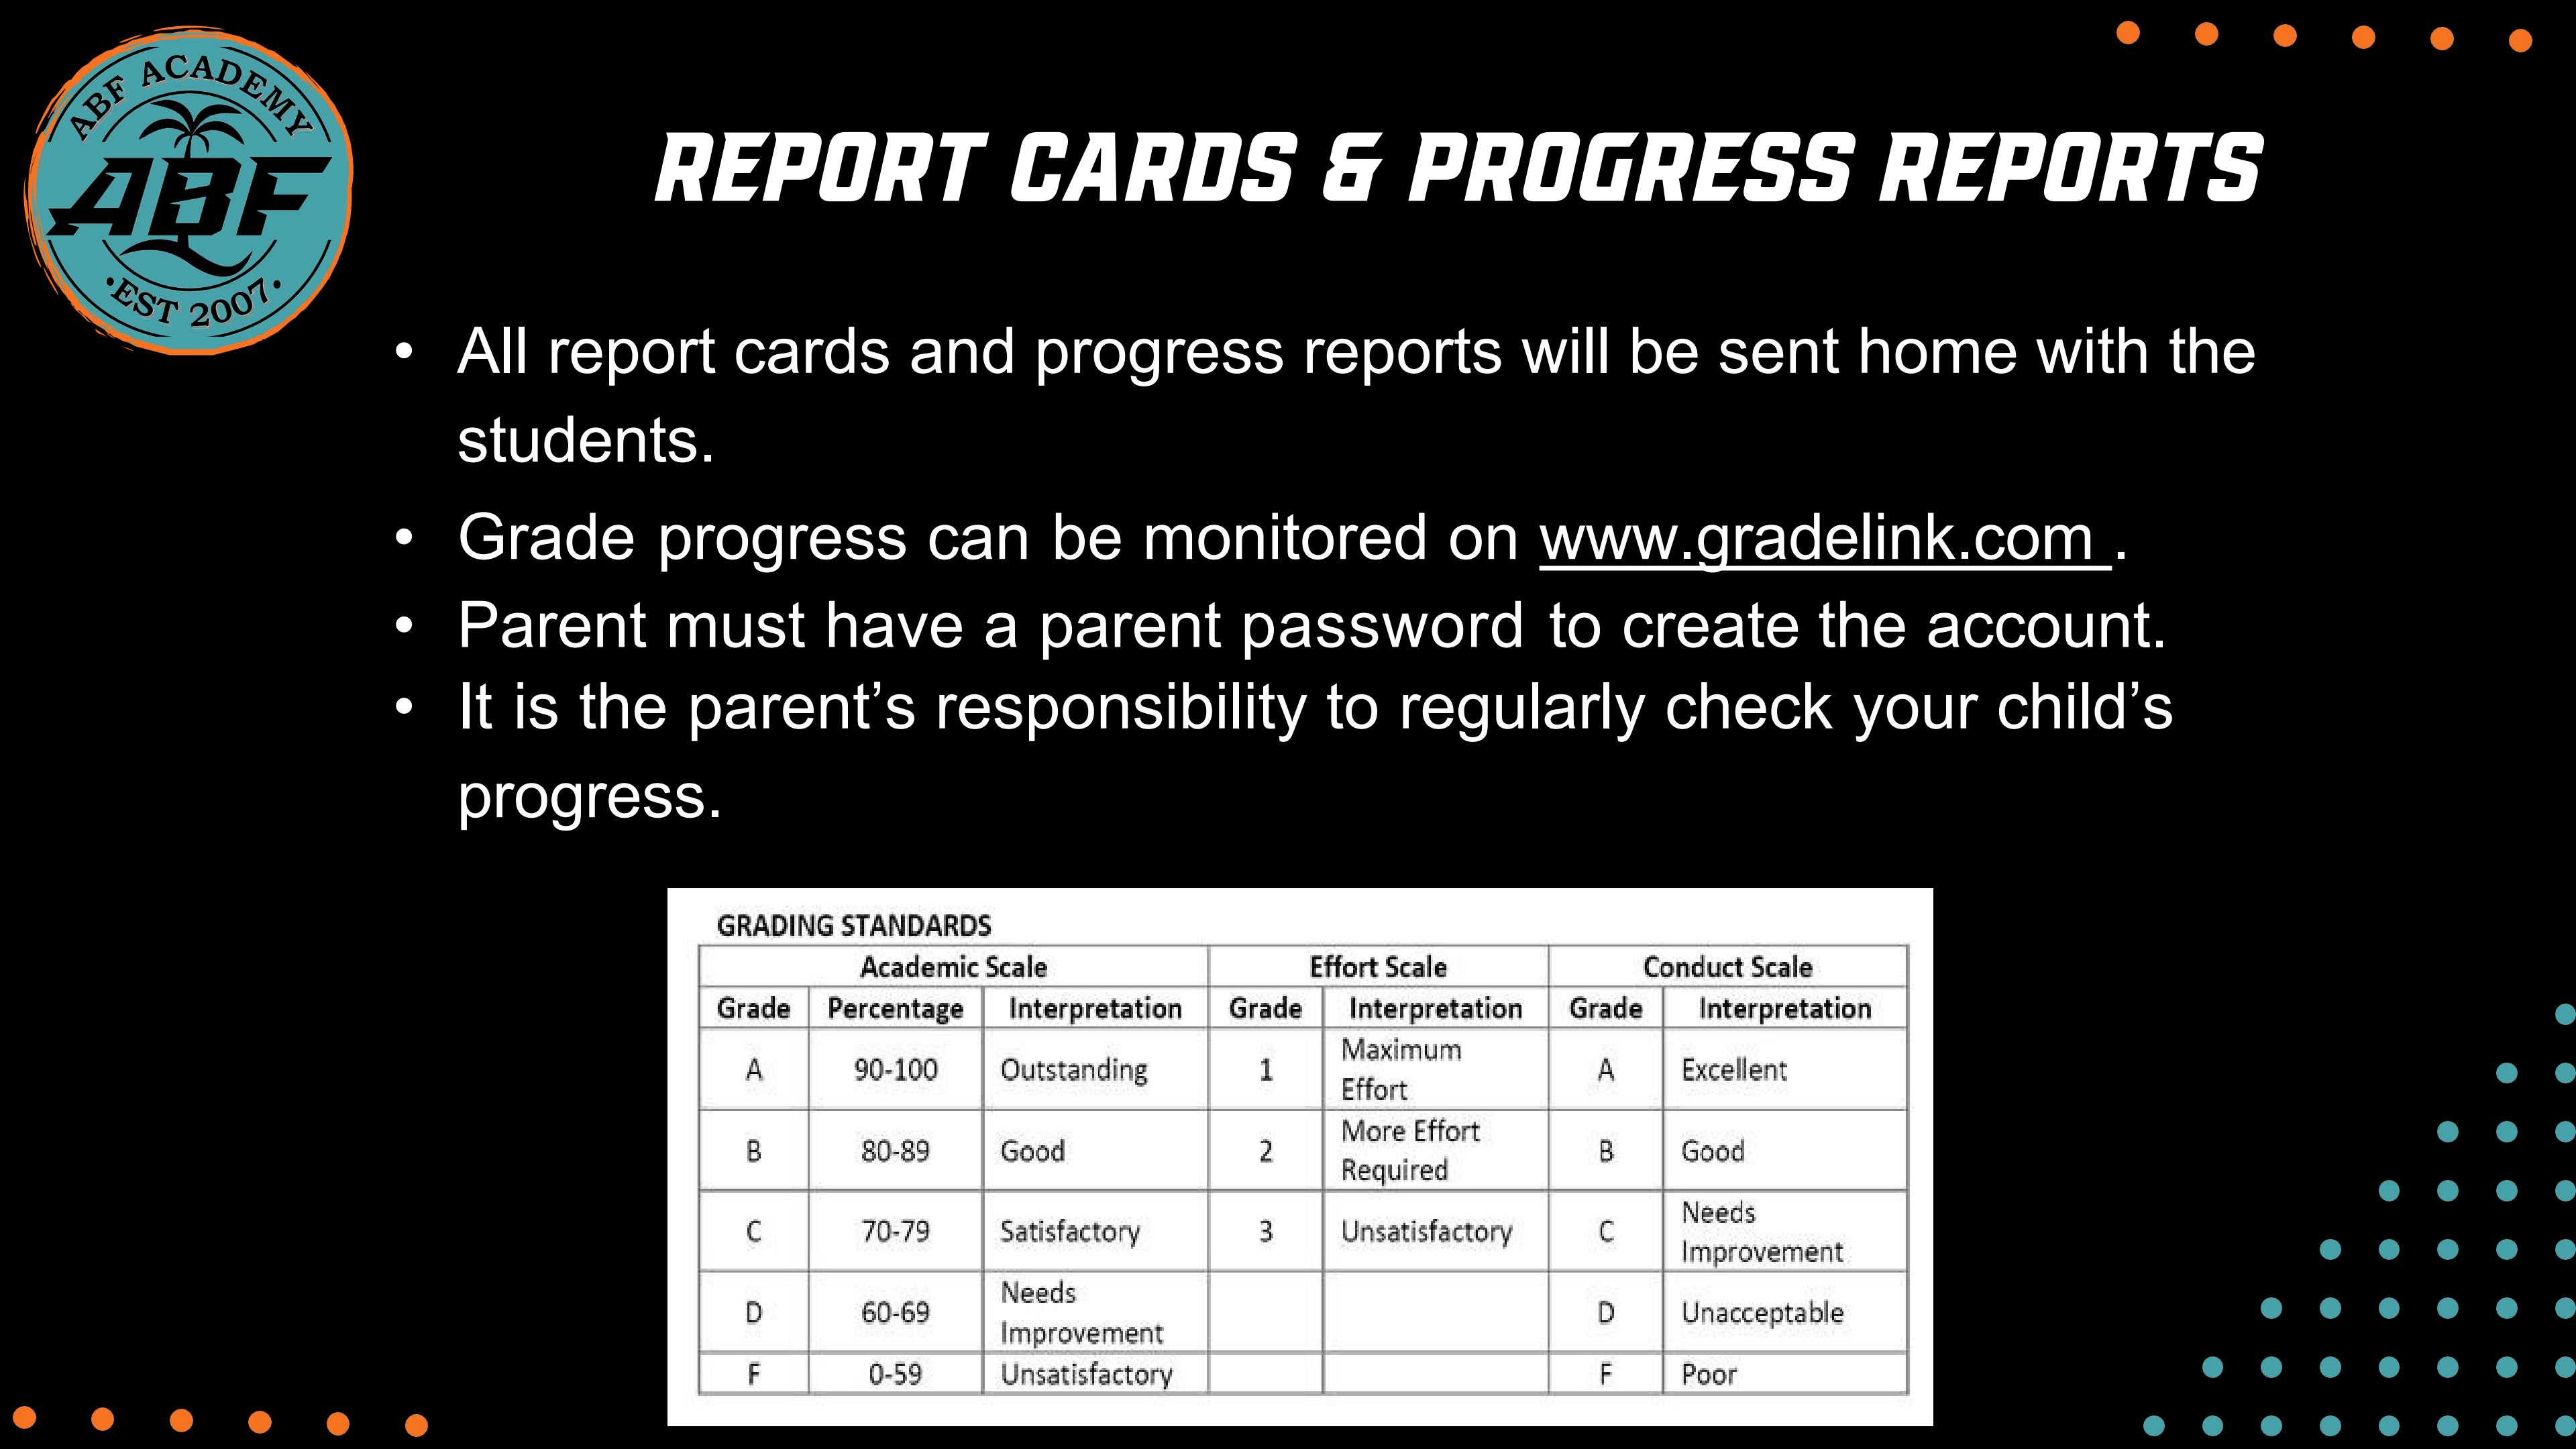 ABF ACADEMY
ABF
·EST 2007·
REPORT CARDS & PROGRESS REPORTS
• All report cards and progress reports will be sent home with the
students.
• Grade progress can be monitored on www.gradelink.com .
• Parent must have a parent password to create the account.
• It is the parent’s responsibility to regularly check your child’s
progress.
GRADING STANDARDS
Academic Scale Effort Scale Conduct Scale
Grade Percentage Interpretation Grade Interpretation Grade Interpretation
A 90-100 Outstanding 1 Maximum Effort A Excellent
B 80-89 Good 2 More Effort Required B Good
C 70-79 Satisfactory 3 Unsatisfactory C Needs Improvement
D 60-69 Needs Improvement D Unacceptable
F 0-59 Unsatisfactory F Poor